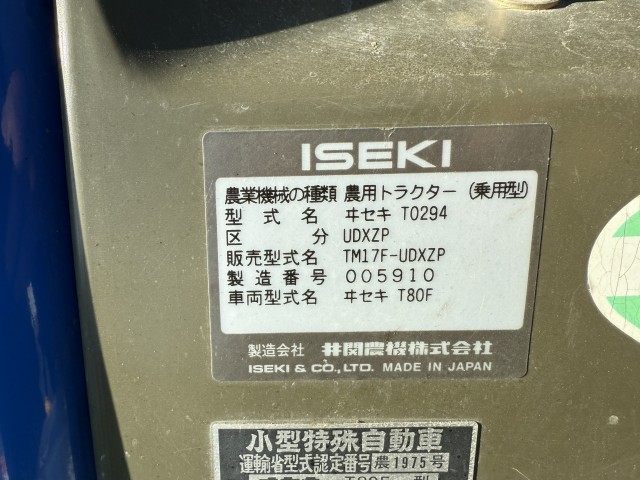 ISEKI
農業機械の種類 農用トラクター (乗用型)
型式名 ヰセキ T0294
区分 UDXZP
販売型式名 TM17F-UDXZP
製造番号 005910
車両型式名 ヰセキ T80F
製造会社 井関農機株式会社
ISEKI & CO., LTD. MADE IN JAPAN
小型特殊自動車
運輸省型式認定番号 農1975号
T80F 型